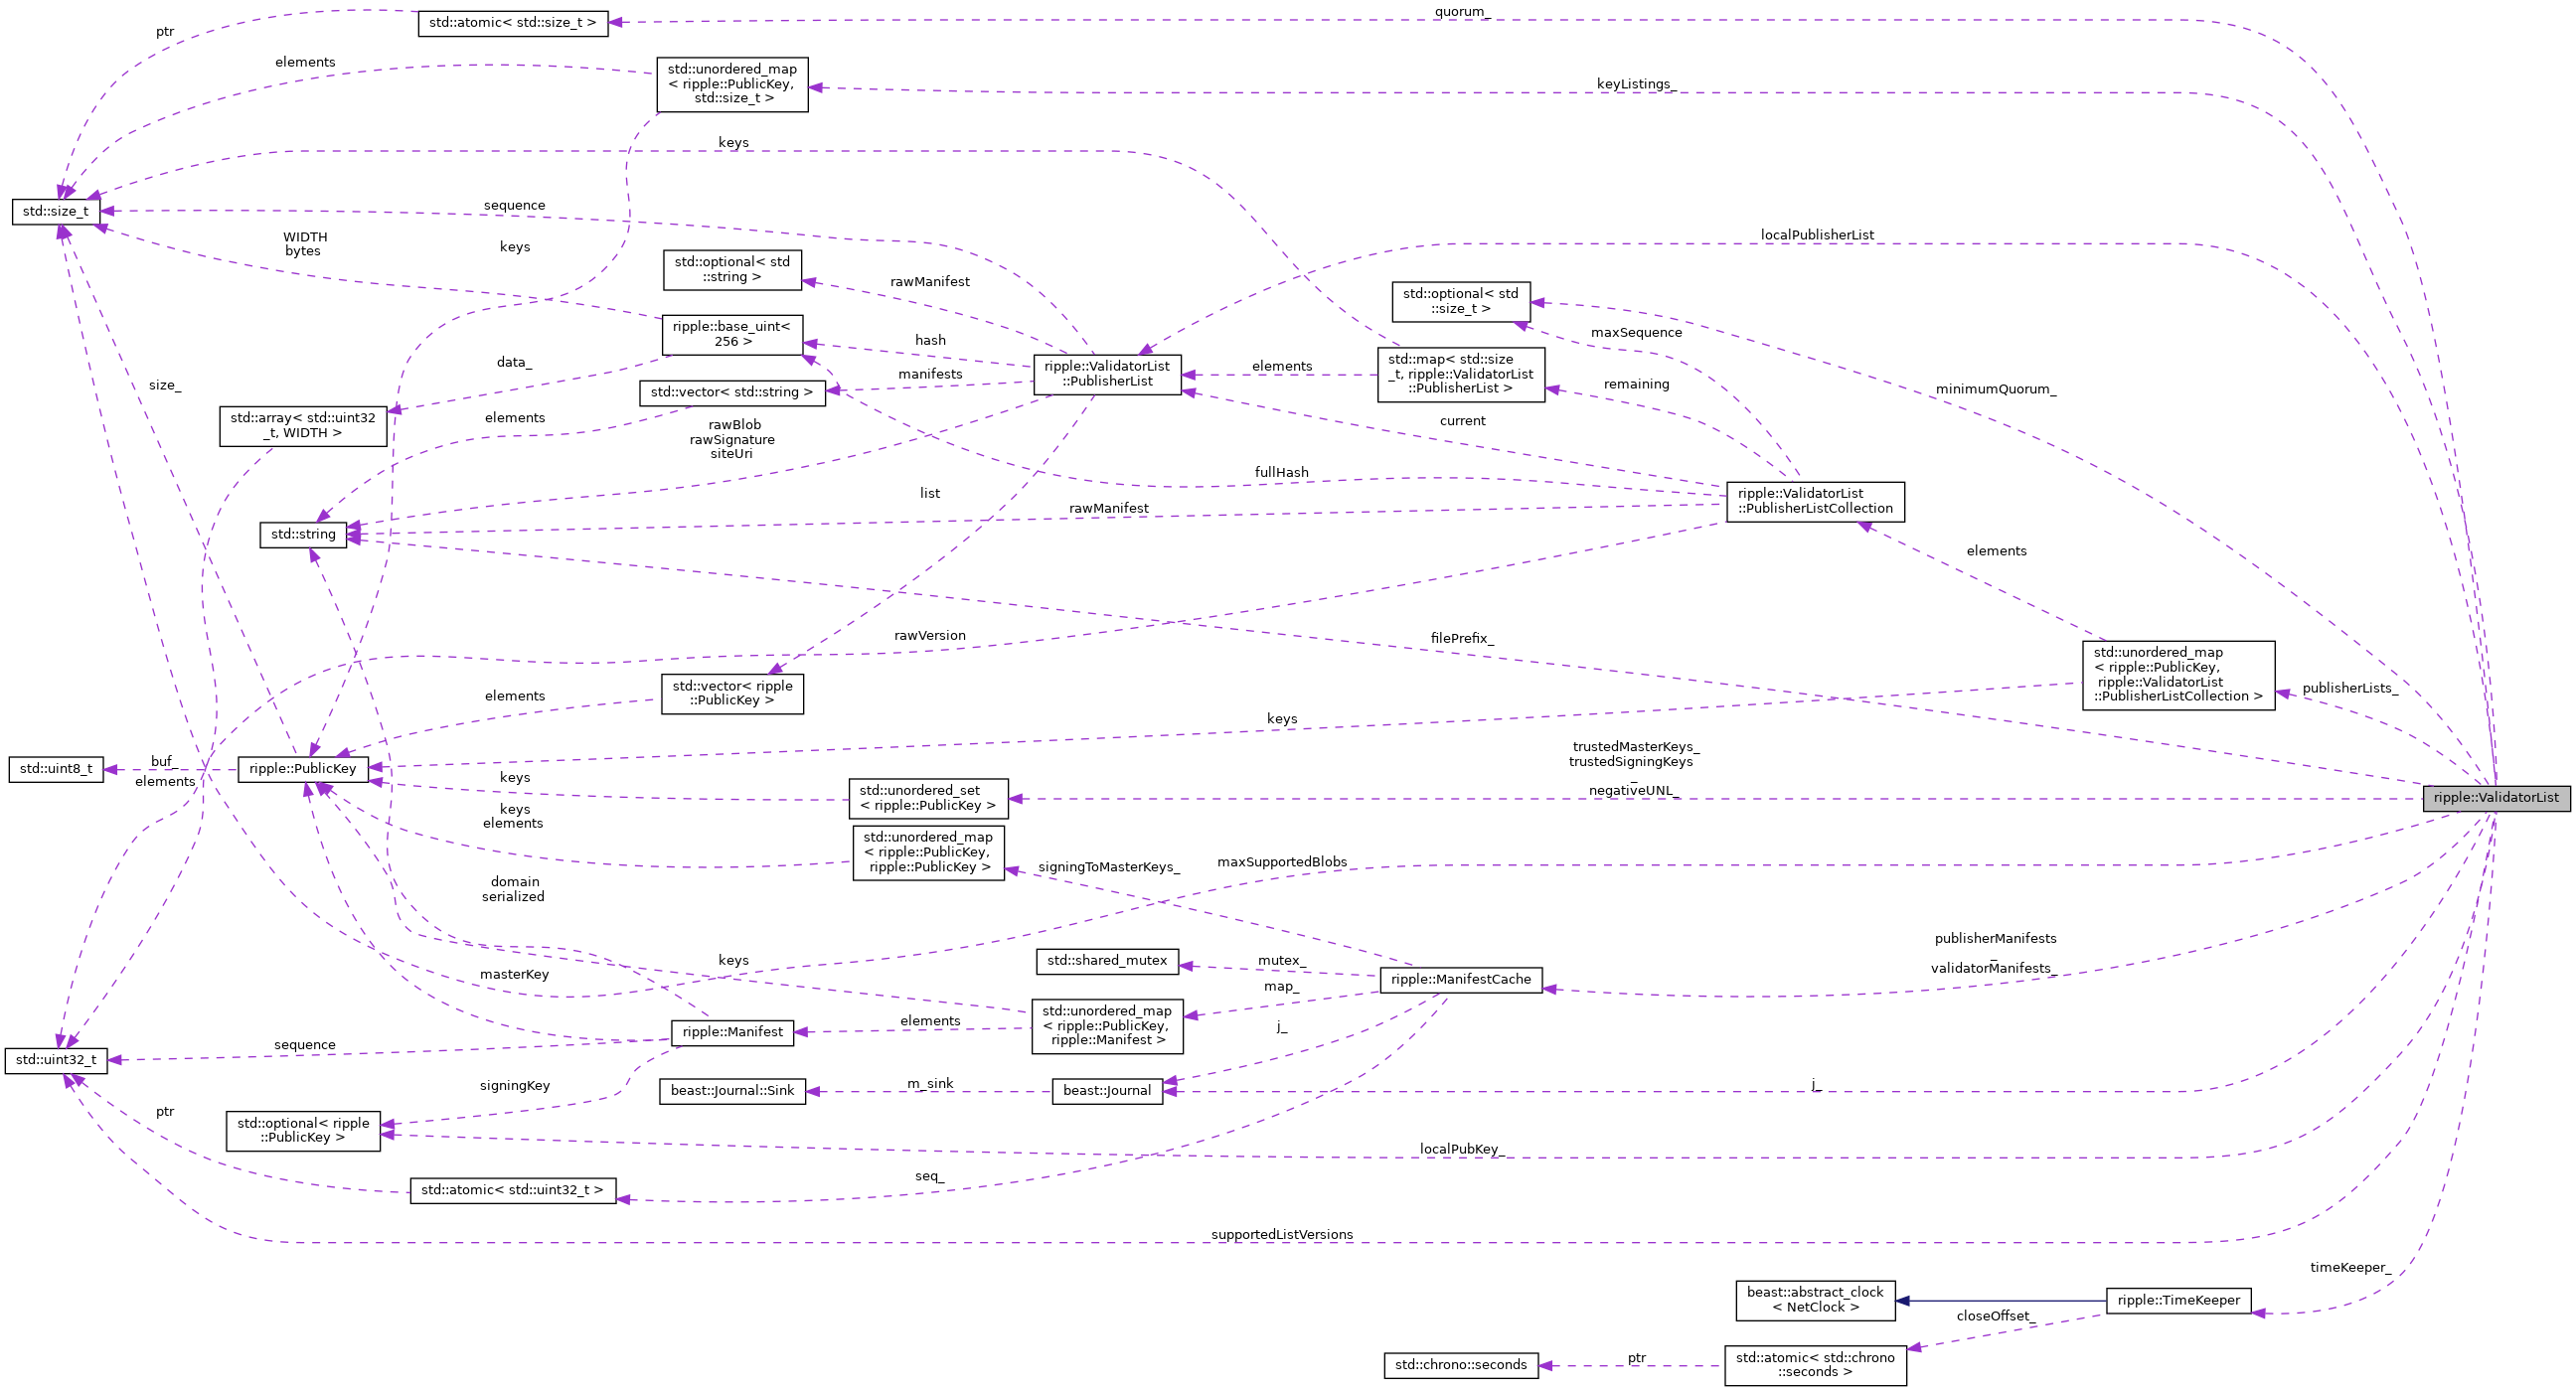 quorum_
std::atomic< std::size_t >
ptr
elements
std::unordered_map
< ripple::PublicKey,
std::size_t >
keyListings_
keys
std::size_t
sequence
WIDTH
bytes
keys
localPublisherList
std::optional< std
::string >
rawManifest
std::optional< std
::size_t >
ripple::base_uint<
256 >
hash
maxSequence
data_
ripple::ValidatorList
::PublisherList
elements
std::map< std::size
_t, ripple::ValidatorList
::PublisherList >
manifests
size_
std::vector< std::string >
remaining
minimumQuorum_
std::array< std::uint32
_t, WIDTH >
elements
rawBlob
rawSignature
siteUri
current
fullHash
list
ripple::ValidatorList
::PublisherListCollection
rawManifest
std::string
elements
rawVersion
filePrefix_
std::unordered_map
< ripple::PublicKey,
ripple::ValidatorList
::PublisherListCollection >
publisherLists_
std::vector< ripple
::PublicKey >
elements
keys
trustedMasterKeys_
trustedSigningKeys
_
negativeUNL_
std::uint8_t
buf_
elements
ripple::PublicKey
keys
std::unordered_set
< ripple::PublicKey >
ripple::ValidatorList
keys
elements
std::unordered_map
< ripple::PublicKey,
ripple::PublicKey >
signingToMasterKeys_
maxSupportedBlobs
domain
serialized
keys
masterKey
std::shared_mutex
mutex_
ripple::ManifestCache
publisherManifests
_
validatorManifests_
map_
std::unordered_map
< ripple::PublicKey,
ripple::Manifest >
elements
ripple::Manifest
j_
sequence
std::uint32_t
signingKey
beast::Journal::Sink
m_sink
beast::Journal
j_
ptr
std::optional< ripple
::PublicKey >
localPubKey_
seq_
std::atomic< std::uint32_t >
supportedListVersions
timeKeeper_
beast::abstract_clock
< NetClock >
ripple::TimeKeeper
closeOffset_
std::chrono::seconds
ptr
std::atomic< std::chrono
::seconds >